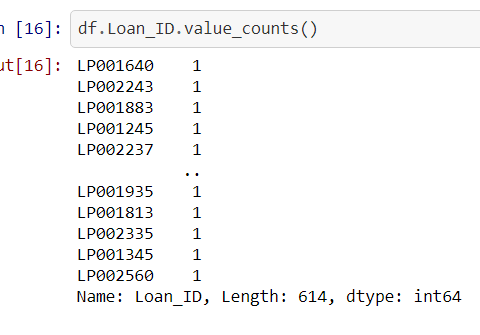 n [16]: df.Loan_ID.value_counts()
ut[16]: LP001640 1
LP002243 1
LP001883 1
LP001245 1
LP002237 1
..
LP001935 1
LP001813 1
LP002335 1
LP001345 1
LP002560 1
Name: Loan_ID, Length: 614, dtype: int64